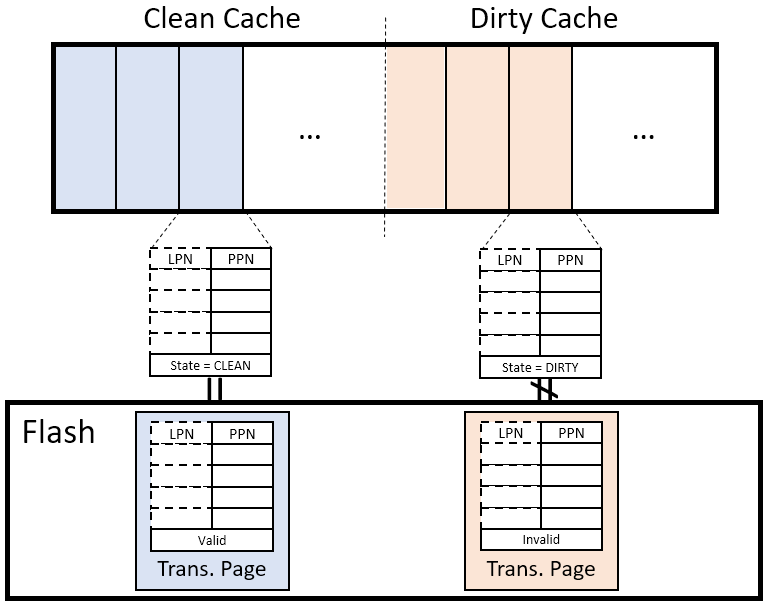 Clean Cache
Dirty Cache
...
...
LPN PPN
State = CLEAN
LPN PPN
State = DIRTY
Flash
LPN PPN
Valid
Trans. Page
LPN PPN
Invalid
Trans. Page